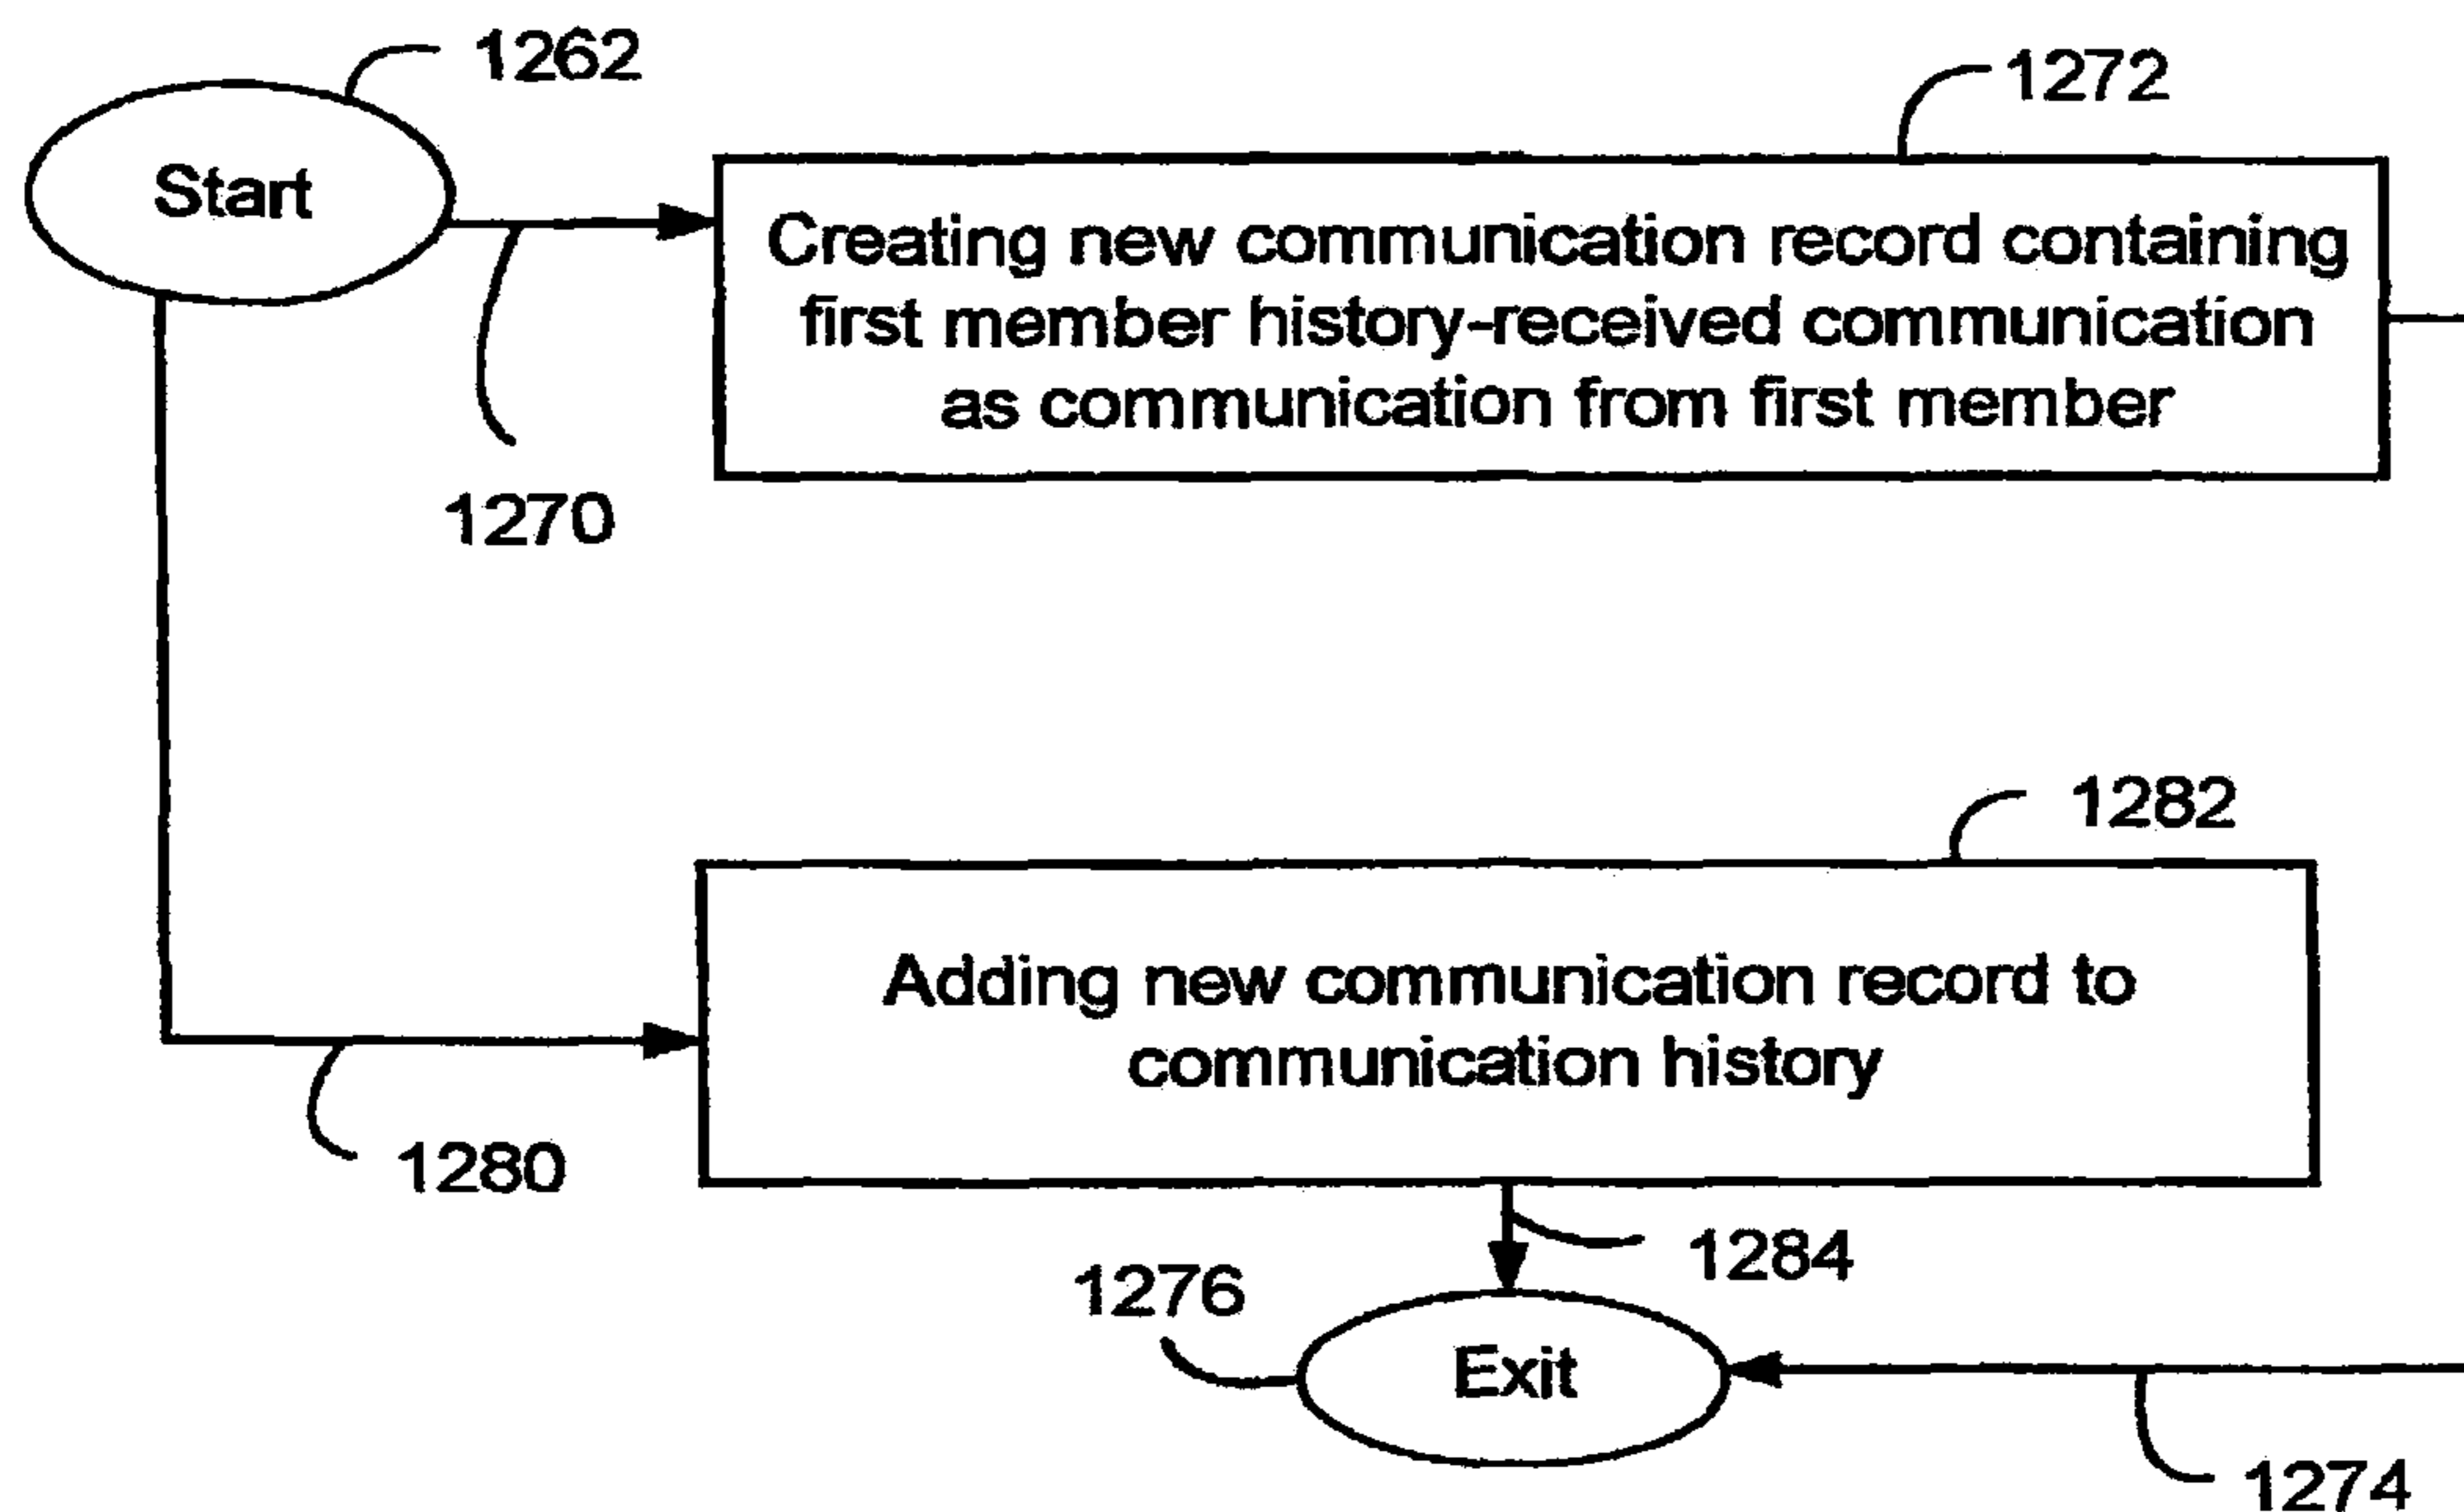 1262
1272
Start
Creating new communication record containing
first member history-received communication
as communication from first member
1270
1282
Adding new communication record to
communication history
1280
1284
1276
Exit
1274